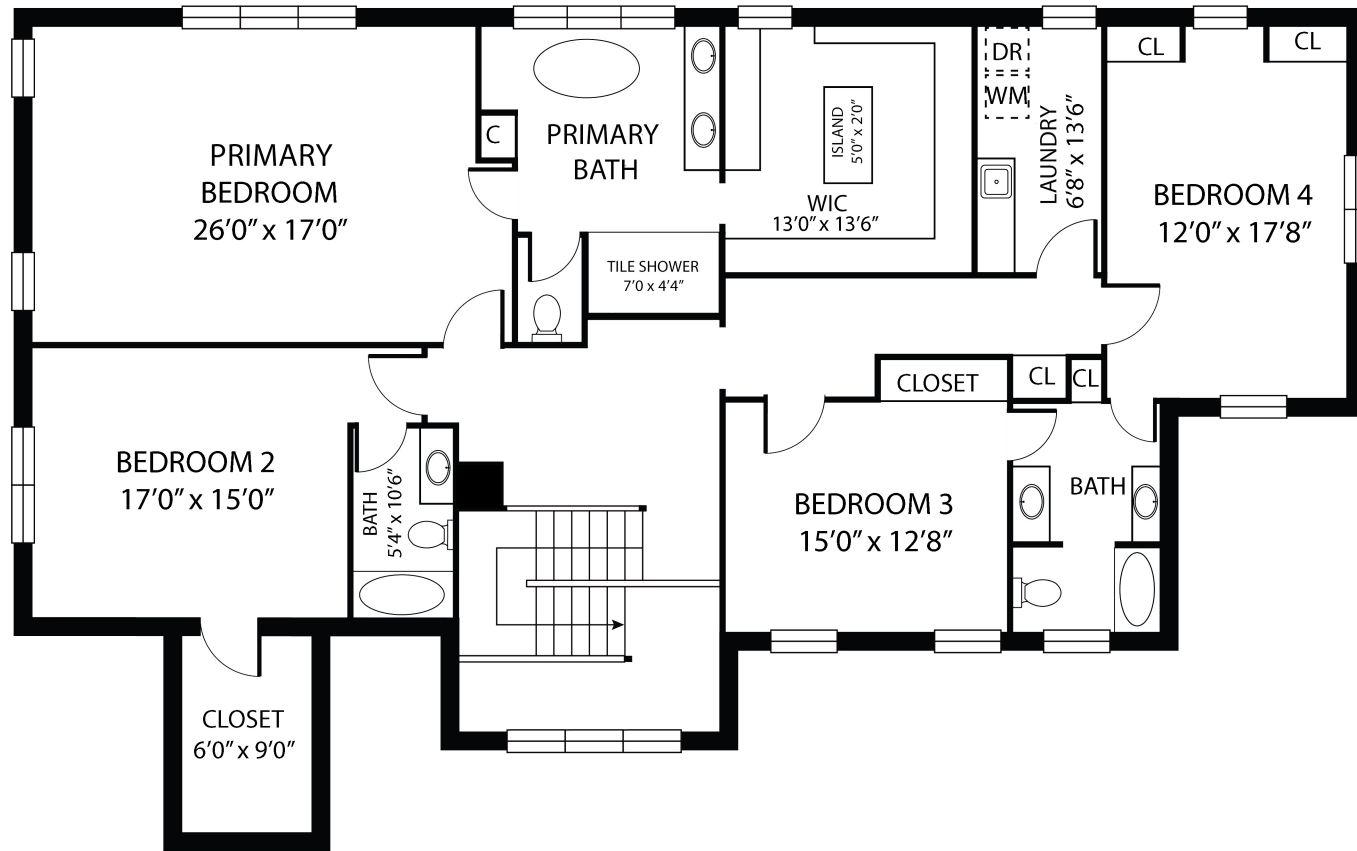 PRIMARY
BEDROOM
26’0” x 17’0”
C
PRIMARY
BATH
TILE SHOWER
7’0 x 4’4”
ISLAND
5’0” x 2’0”
WIC
13’0” x 13’6”
DR
WM
LAUNDRY
6’8” x 13’6”
CL
CL
BEDROOM 4
12’0” x 17’8”
BEDROOM 2
17’0” x 15’0”
BATH
5’4” x 10’6”
CLOSET
CL
CL
BEDROOM 3
15’0” x 12’8”
BATH
CLOSET
6’0” x 9’0”